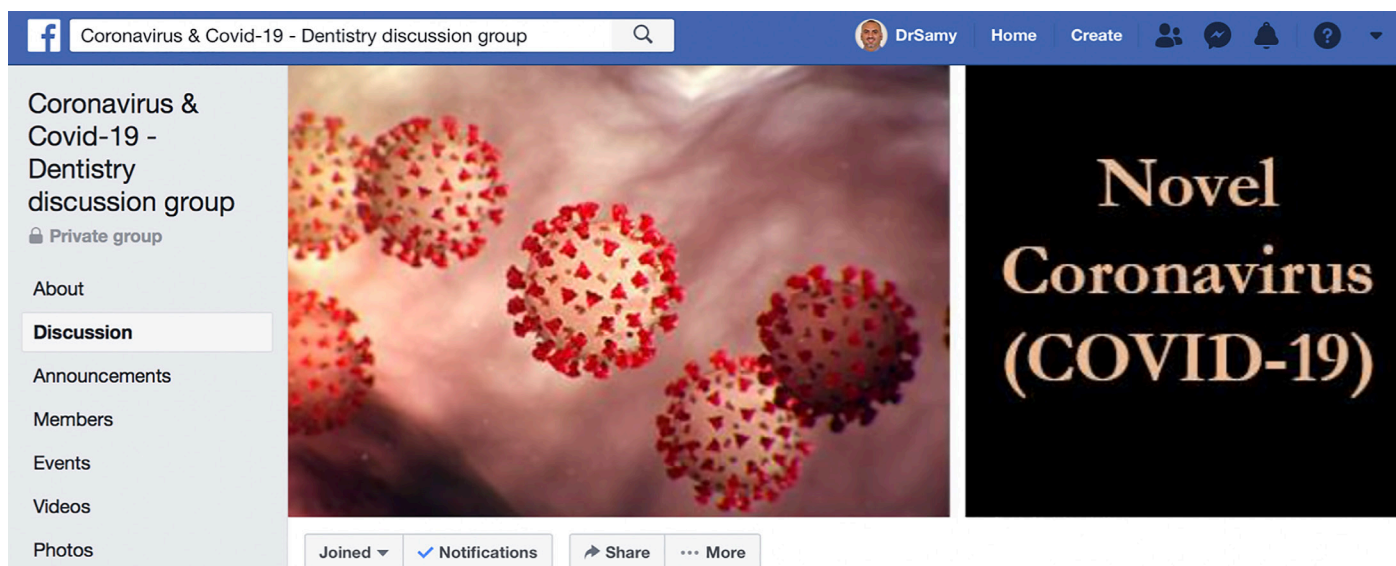 f
Coronavirus & Covid-19 - Dentistry discussion group
DrSamy
Home
Create
?
Coronavirus &
Covid-19 -
Dentistry
discussion group
Private group
About
Discussion
Announcements
Members
Events
Videos
Photos
Novel
Coronavirus
(COVID-19)
Joined
Notifications
Share
More